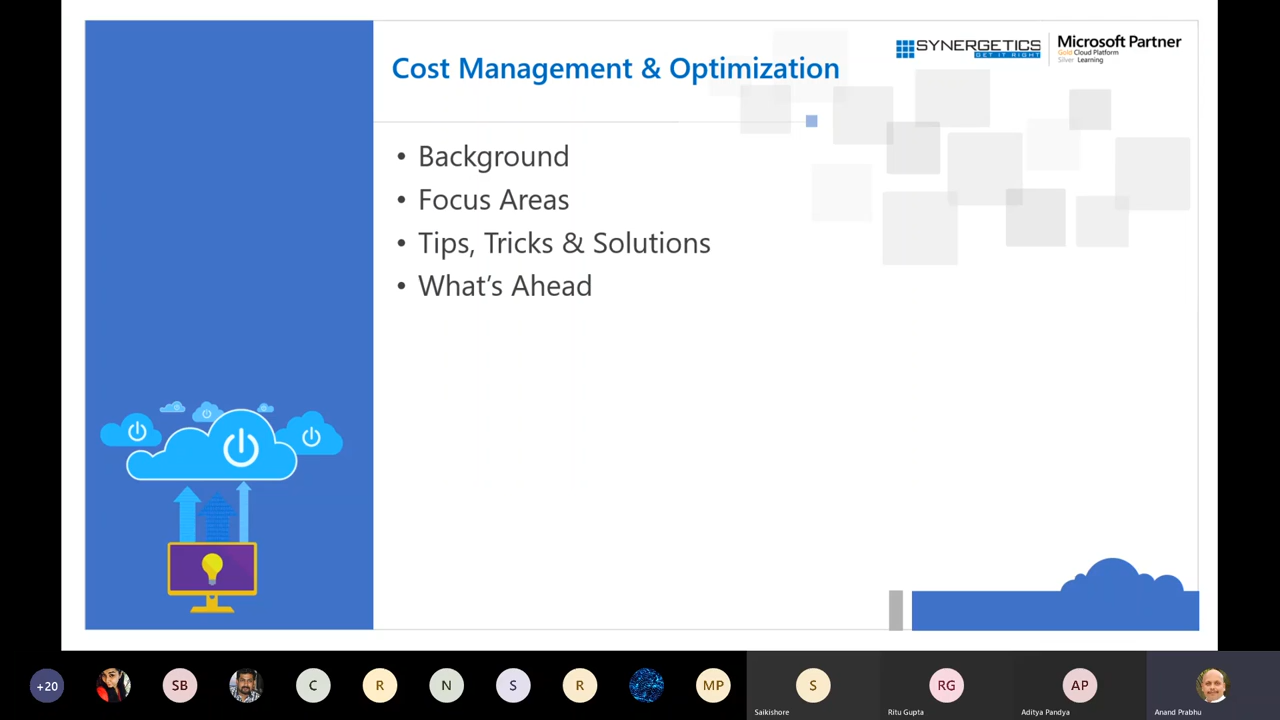 SYNERGETICS
GET IT RIGHT
Microsoft Partner
Gold Cloud Platform
Silver Learning
Cost Management & Optimization
• Background
• Focus Areas
• Tips, Tricks & Solutions
• What's Ahead
+20
SB
C
R
N
S
R
MP
S
RG
AP
Saikishore
Ritu Gupta
Aditya Pandya
Anand Prabhu